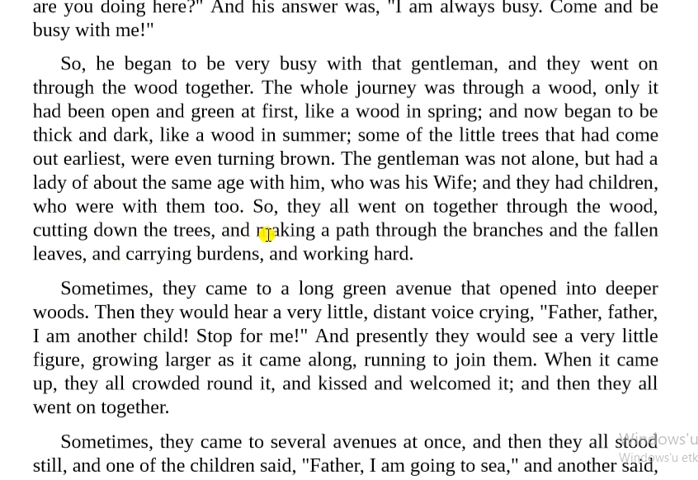 are you doing here?" And his answer was, "I am always busy. Come and be
busy with me!"
So, he began to be very busy with that gentleman, and they went on
through the wood together. The whole journey was through a wood, only it
had been open and green at first, like a wood in spring; and now began to be
thick and dark, like a wood in summer; some of the little trees that had come
out earliest, were even turning brown. The gentleman was not alone, but had a
lady of about the same age with him, who was his Wife; and they had children,
who were with them too. So, they all went on together through the wood,
cutting down the trees, and making a path through the branches and the fallen
leaves, and carrying burdens, and working hard.
Sometimes, they came to a long green avenue that opened into deeper
woods. Then they would hear a very little, distant voice crying, "Father, father,
I am another child! Stop for me!" And presently they would see a very little
figure, growing larger as it came along, running to join them. When it came
up, they all crowded round it, and kissed and welcomed it; and then they all
went on together.
Sometimes, they came to several avenues at once, and then they all stood
still, and one of the children said, "Father, I am going to sea," and another said,
Windows'u
Windows'u etk